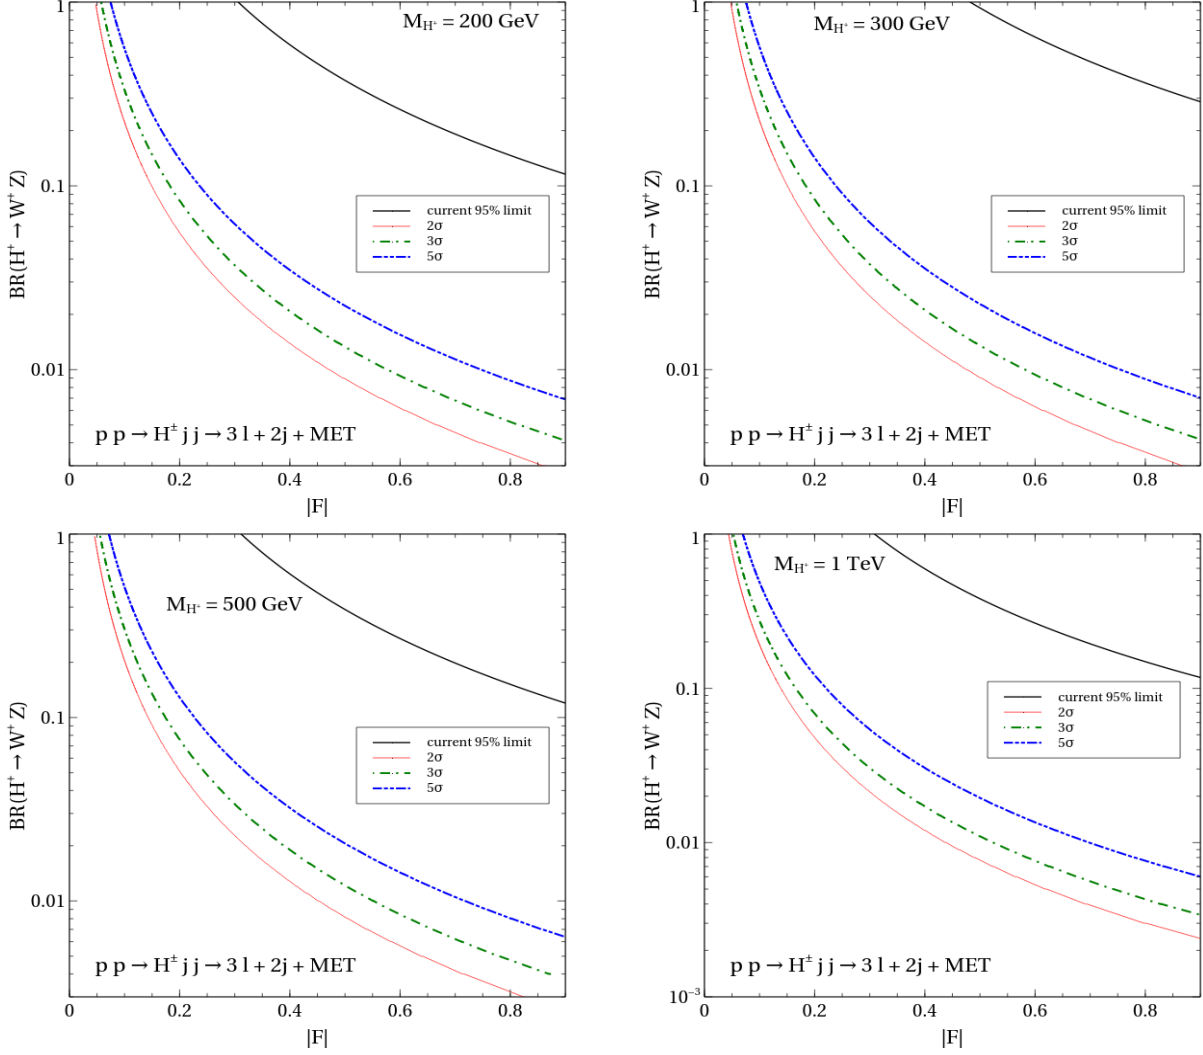 1
0.1
0.01
BR(H⁺ → W⁺ Z)
M_H⁺ = 200 GeV
current 95% limit
2σ
3σ
5σ
p p → H± j j → 3 l + 2j + MET
0 0.2 0.4 0.6 0.8
|F|
1
0.1
0.01
BR(H⁺ → W⁺ Z)
M_H⁺ = 300 GeV
current 95% limit
2σ
3σ
5σ
p p → H± j j → 3 l + 2j + MET
0 0.2 0.4 0.6 0.8
|F|
1
0.1
0.01
BR(H⁺ → W⁺ Z)
M_H⁺ = 500 GeV
current 95% limit
2σ
3σ
5σ
p p → H± j j → 3 l + 2j + MET
0 0.2 0.4 0.6 0.8
|F|
1
0.1
0.01
10⁻³
BR(H⁺ → W⁺ Z)
M_H⁺ = 1 TeV
current 95% limit
2σ
3σ
5σ
p p → H± j j → 3 l + 2j + MET
0 0.2 0.4 0.6 0.8
|F|